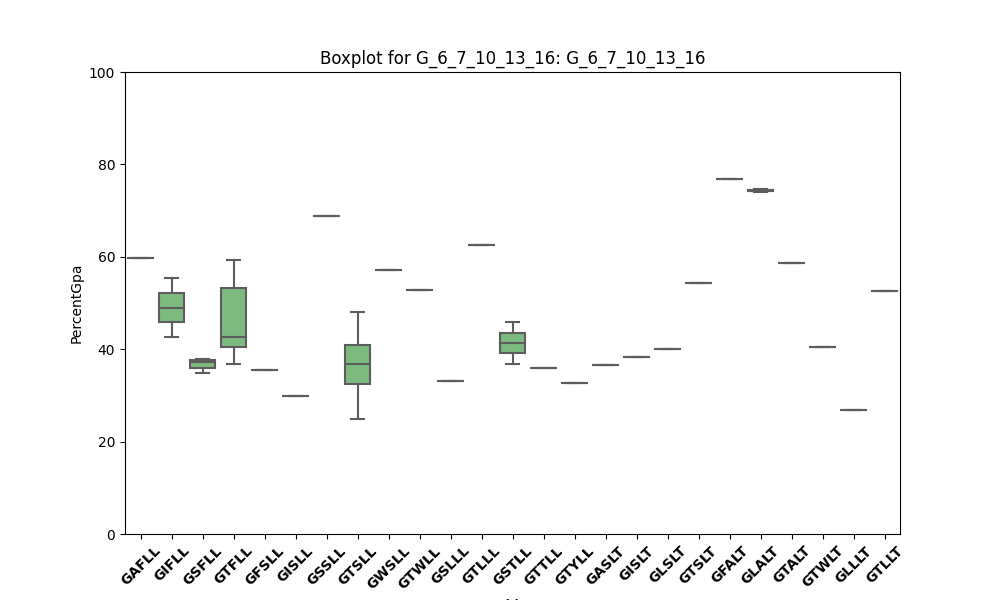 Boxplot for G_6_7_10_13_16: G_6_7_10_13_16
100
80
60
40
20
0
PercentGpa
GAFLL GIFLL GSFLL GTFLL GFSLL GISLL GSSLL GTSLL GWSLL GTWLL GSLLL GTLLL GSTLL GTTLL GTYLL GASLT GISLT GLSLT GTSLT GFALT GLALT GTALT GTWLT GLLLT GTLLT